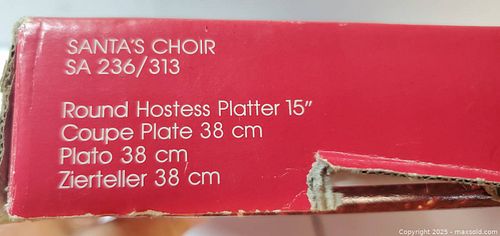 SANTA'S CHOIR
SA 236/313
Round Hostess Platter 15"
Coupe Plate 38 cm
Plato 38 cm
Zierteller 38 cm
Copyright 2025 - maxsold.com